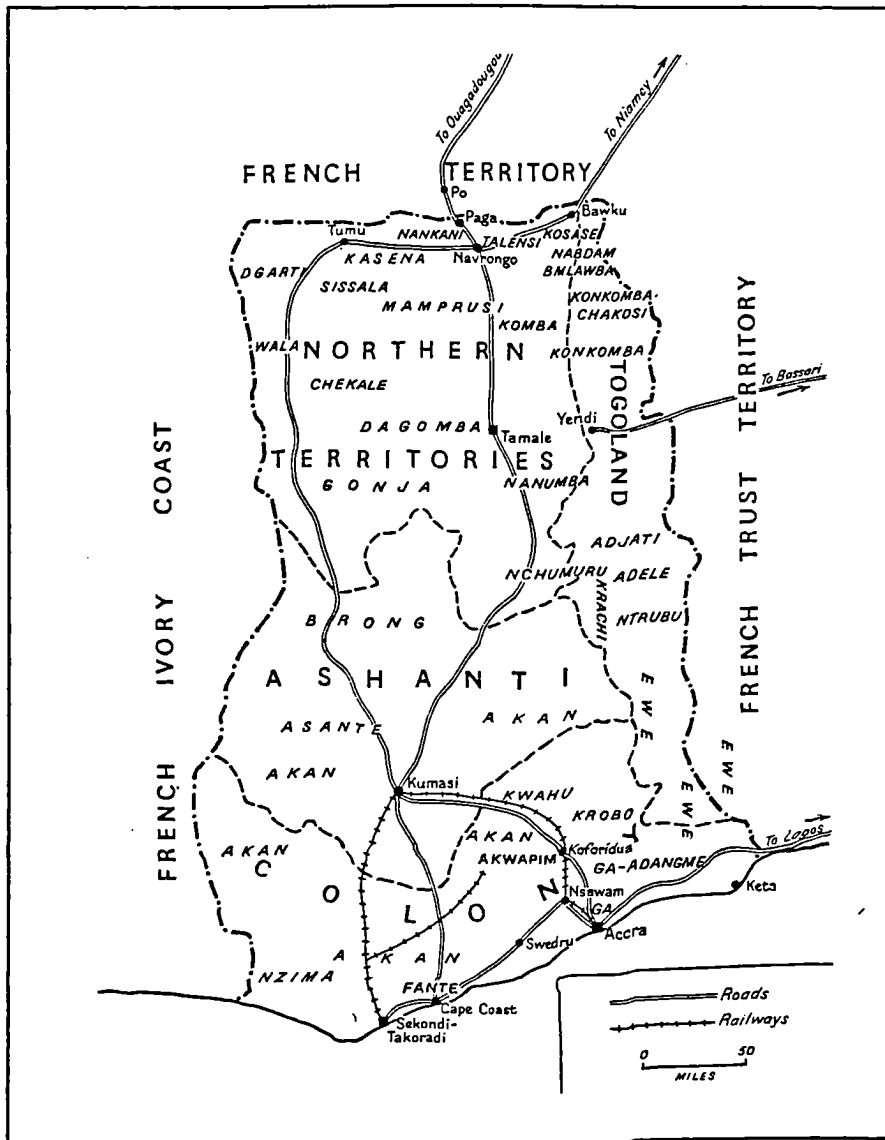 To Ouagadougou
To Niamey
FRENCH TERRITORY
Po
Paga
Bawku
Tumu
NANKANI
TALENSI
KOSASE
KASENA
Navrongo
NABDAM
BMLAWBA
DGARTI
SISSALA
MAMPRUSI
KONKOMBA-
CHAKOSI
KOMBA
WALA
NORTHERN
KONKOMBA
CHEKALE
TOGOLAND
To Bassari
DAGOMBA
Tamale
Yendi
TERRITORIES
GONJA
NANUMBA
FRENCH IVORY COAST
FRENCH TRUST TERRITORY
ADJATI
NCHUMURU
ADELE
KRACHI
NTRUBU
BRONG
ASHANTI
EWE
ASANTE
AKAN
AKAN
EWE
EWE
Kumasi
KWAHU
KROBO
To Lagos
AKAN
AKAN
Koforidua
GA-ADANGME
AKWAPIM
COLO
N
T
Nsawam
Keta
GA
Accra
Swedru
AKAN
NZIMA
FANTE
Cape Coast
Sekondi-
Takoradi
Roads
Railways
0 50
MILES